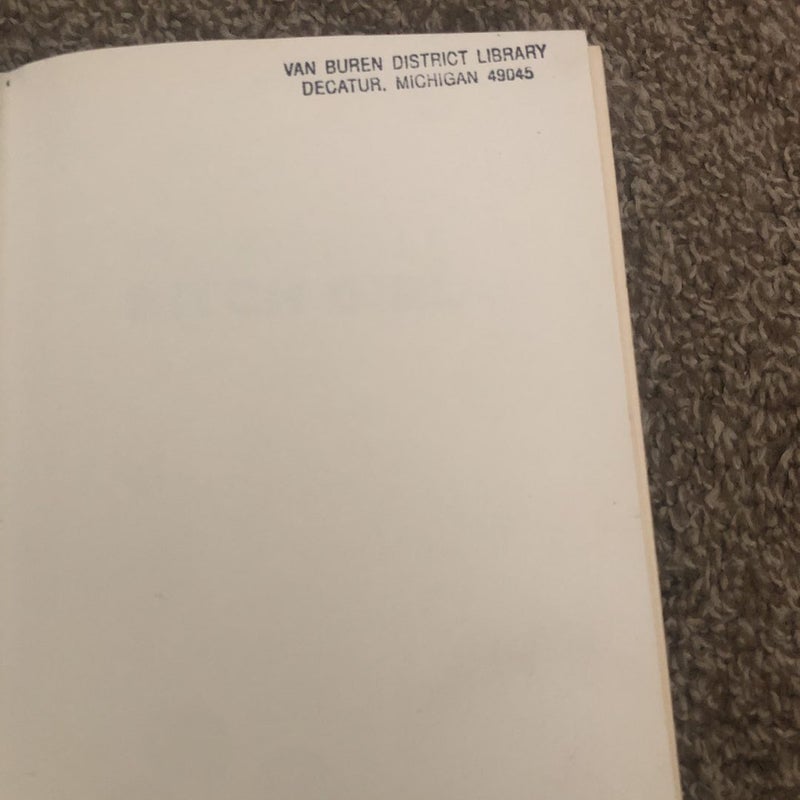 VAN BUREN DISTRICT LIBRARY
DECATUR, MICHIGAN 49045